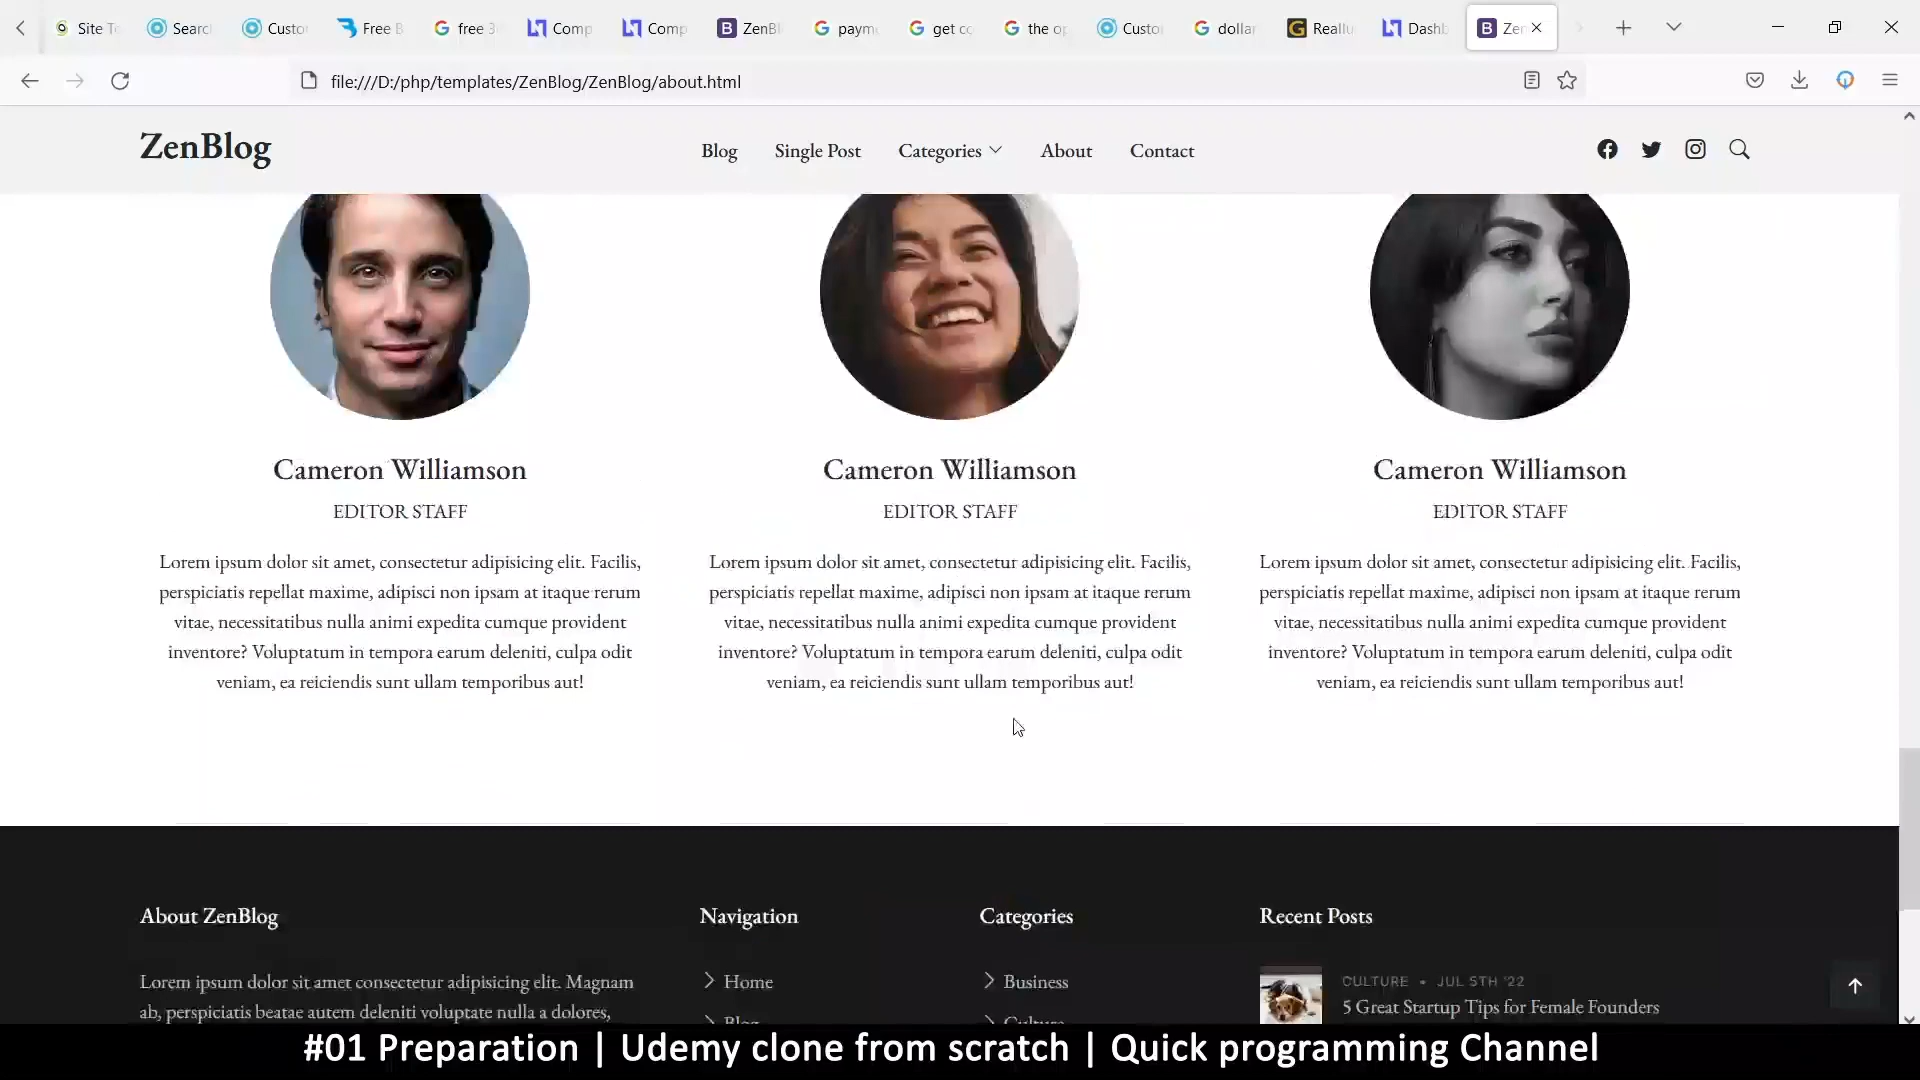 Site T
Searc
Custo
Free B
free 3
Comp
Comp
ZenBl
payme
get co
the op
Custo
dollar
Reallu
Dashb
Zen
file:///D:/php/templates/ZenBlog/ZenBlog/about.html
ZenBlog
Blog
Single Post
Categories
About
Contact
Cameron Williamson
EDITOR STAFF
Lorem ipsum dolor sit amet, consectetur adipisicing elit. Facilis,
perspiciatis repellat maxime, adipisci non ipsam at itaque rerum
vitae, necessitatibus nulla animi expedita cumque provident
inventore? Voluptatum in tempora earum deleniti, culpa odit
veniam, ea reiciendis sunt ullam temporibus aut!
Cameron Williamson
EDITOR STAFF
Lorem ipsum dolor sit amet, consectetur adipisicing elit. Facilis,
perspiciatis repellat maxime, adipisci non ipsam at itaque rerum
vitae, necessitatibus nulla animi expedita cumque provident
inventore? Voluptatum in tempora earum deleniti, culpa odit
veniam, ea reiciendis sunt ullam temporibus aut!
Cameron Williamson
EDITOR STAFF
Lorem ipsum dolor sit amet, consectetur adipisicing elit. Facilis,
perspiciatis repellat maxime, adipisci non ipsam at itaque rerum
vitae, necessitatibus nulla animi expedita cumque provident
inventore? Voluptatum in tempora earum deleniti, culpa odit
veniam, ea reiciendis sunt ullam temporibus aut!
About ZenBlog
Lorem ipsum dolor sit amet consectetur adipisicing elit. Magnam
ab, perspiciatis beatae autem deleniti voluptate nulla a dolores,
Navigation
Home
Blog
Categories
Business
Culture
Recent Posts
CULTURE • JUL 5TH '22
5 Great Startup Tips for Female Founders
#01 Preparation | Udemy clone from scratch | Quick programming Channel